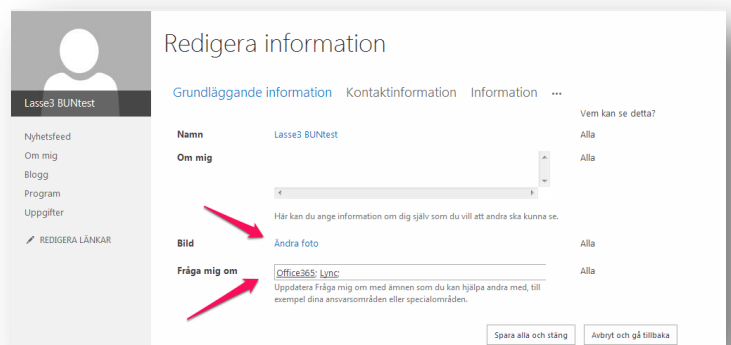 Redigera information
Grundläggande information Kontaktinformation Information ...
Lasse3 BUNtest
Vem kan se detta?
Nyhetsfeed
Om mig
Blogg
Program
Uppgifter
REDIGERA LÄNKAR
Namn Lasse3 BUNtest Alla
Om mig Alla
Här kan du ange information om dig själv som du vill att andra ska kunna se.
Bild Ändra foto Alla
Fråga mig om Office365; Lync; Alla
Uppdatera Fråga mig om med ämnen som du kan hjälpa andra med, till
exempel dina ansvarsområden eller specialområden.
Spara alla och stäng Avbryt och gå tillbaka